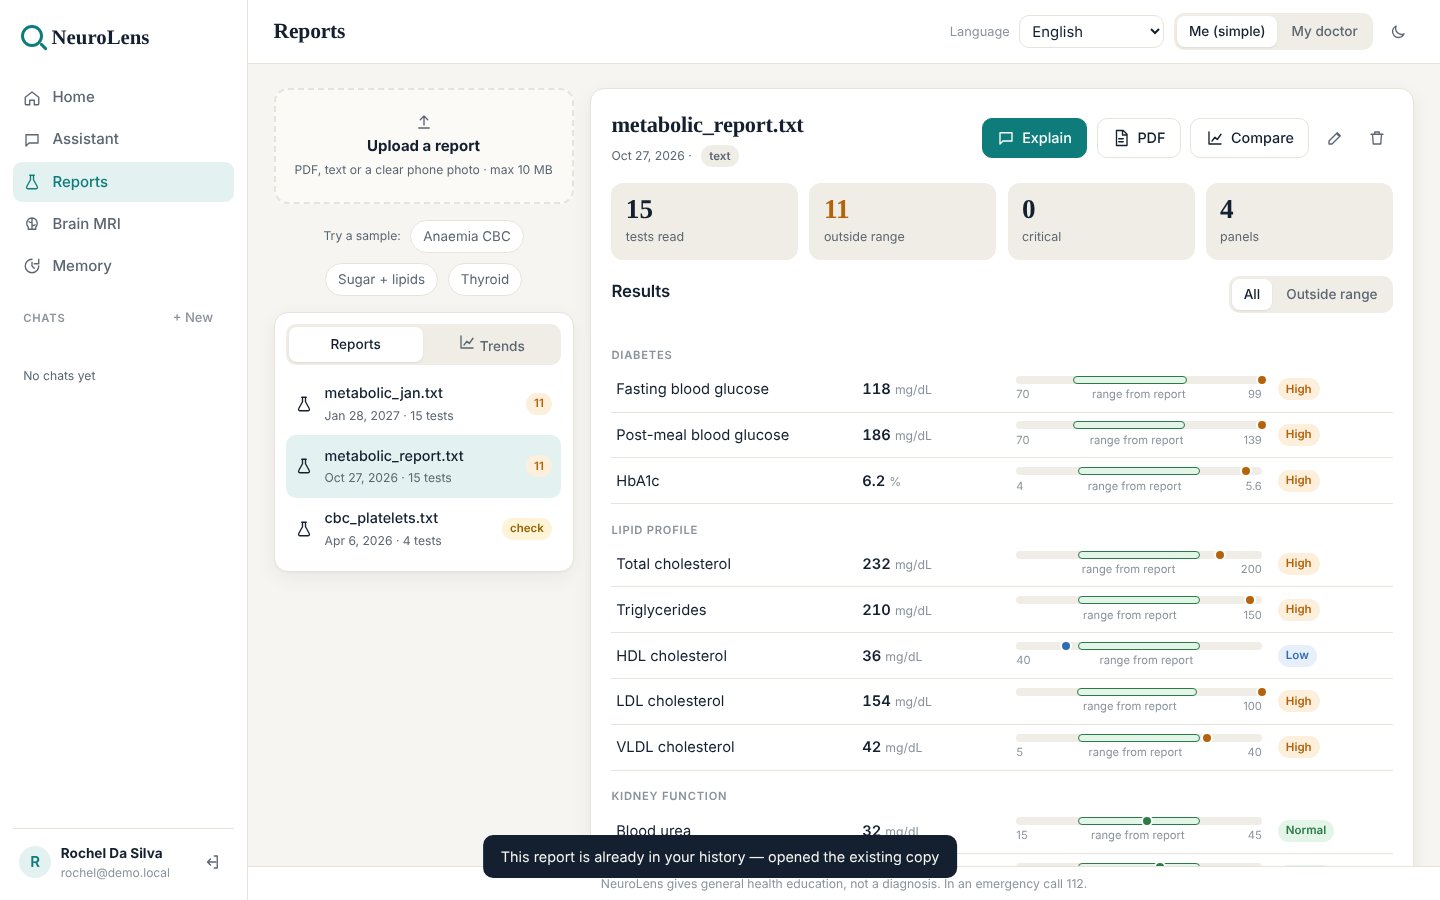 NeuroLens
Home
Assistant
Reports
Brain MRI
Memory
CHATS
+ New
No chats yet
R
Rochel Da Silva
rochel@demo.local
Reports
Language
English
Me (simple)
My doctor
Upload a report
PDF, text or a clear phone photo · max 10 MB
Try a sample:
Anaemia CBC
Sugar + lipids
Thyroid
Reports
Trends
metabolic_jan.txt
Jan 28, 2027 · 15 tests
11
metabolic_report.txt
Oct 27, 2026 · 15 tests
11
cbc_platelets.txt
Apr 6, 2026 · 4 tests
check
metabolic_report.txt
Oct 27, 2026 ·
text
Explain
PDF
Compare
15
tests read
11
outside range
0
critical
4
panels
Results
All
Outside range
DIABETES
Fasting blood glucose 118 mg/dL 70 range from report 99 High
Post-meal blood glucose 186 mg/dL 70 range from report 139 High
HbA1c 6.2 % 4 range from report 5.6 High
LIPID PROFILE
Total cholesterol 232 mg/dL range from report 200 High
Triglycerides 210 mg/dL range from report 150 High
HDL cholesterol 36 mg/dL 40 range from report Low
LDL cholesterol 154 mg/dL range from report 100 High
VLDL cholesterol 42 mg/dL 5 range from report 40 High
KIDNEY FUNCTION
Blood urea 32 mg/dL 15 range from report 45 Normal
This report is already in your history — opened the existing copy
NeuroLens gives general health education, not a diagnosis. In an emergency call 112.